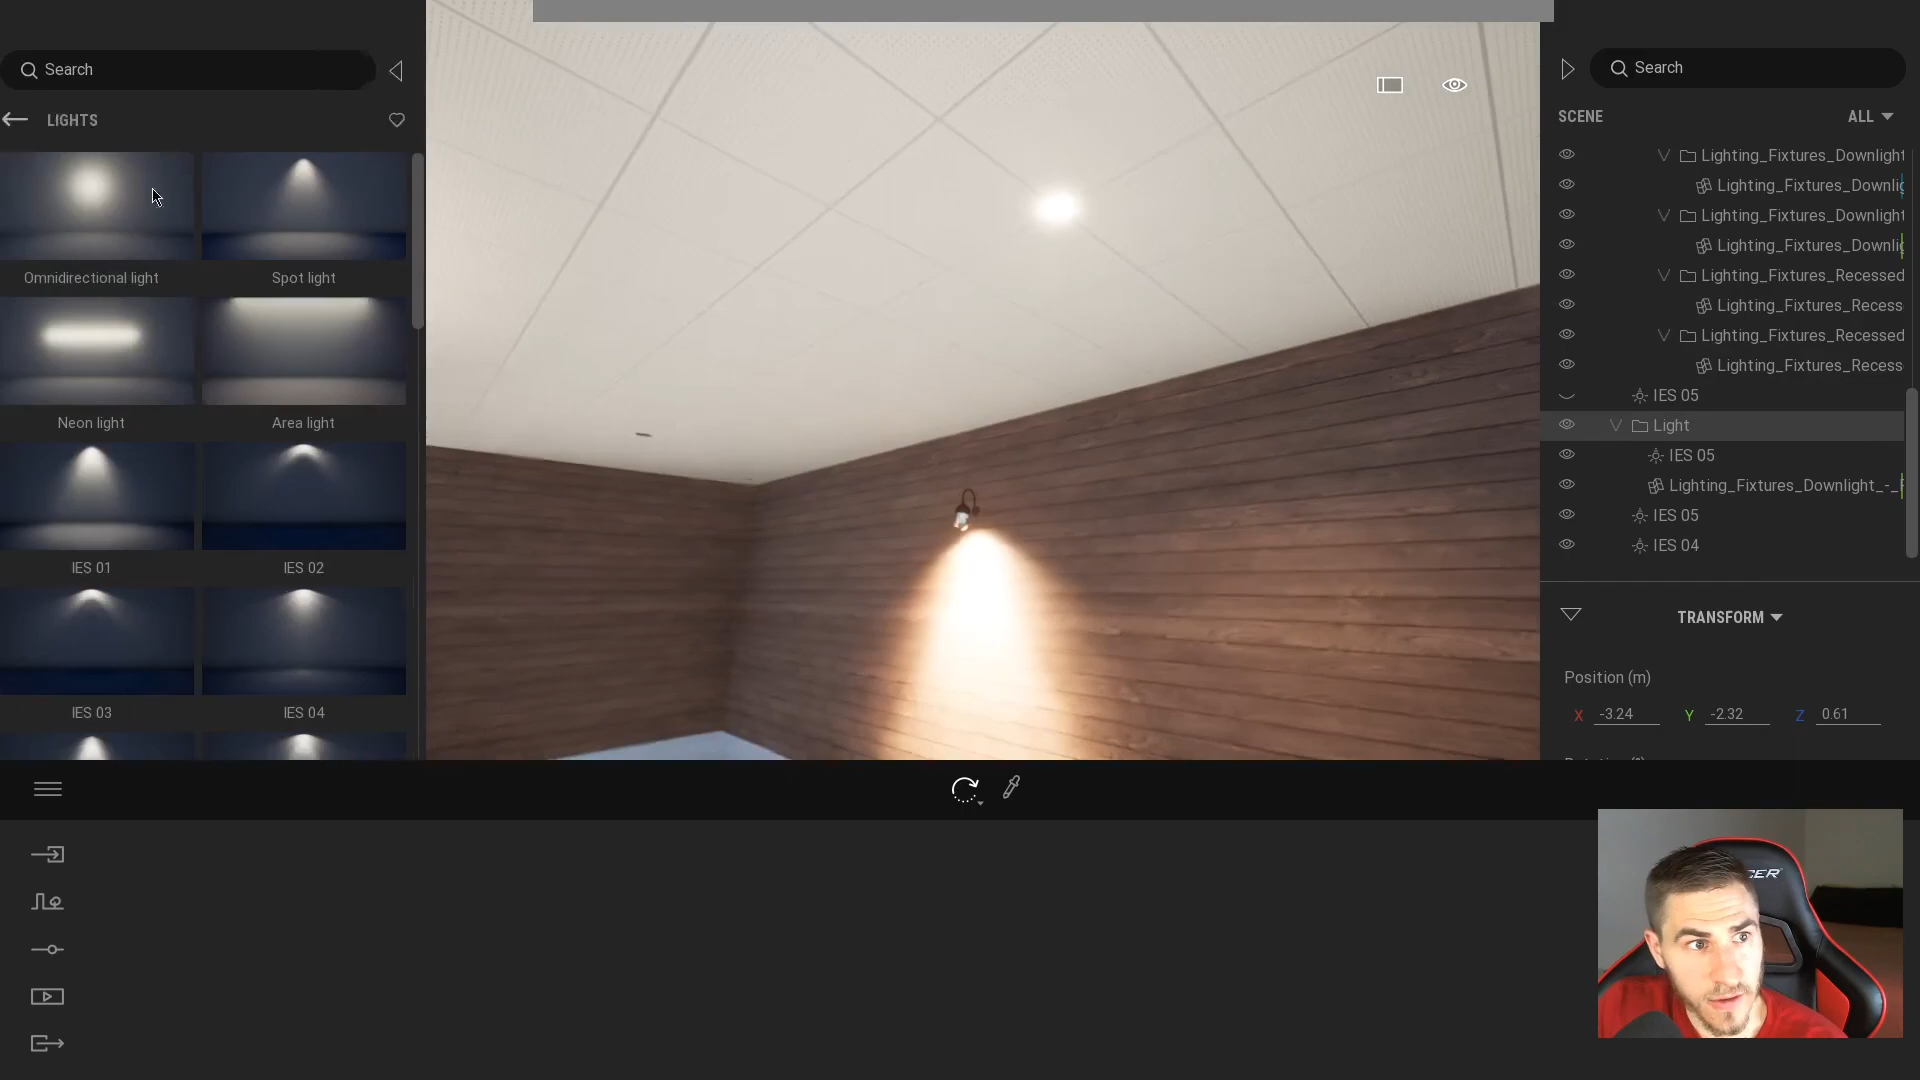 Search
LIGHTS
Omnidirectional light
Spot light
Neon light
Area light
IES 01
IES 02
IES 03
IES 04
Search
SCENE
ALL
Lighting_Fixtures_Downlight
Lighting_Fixtures_Downlig
Lighting_Fixtures_Downlight
Lighting_Fixtures_Downlig
Lighting_Fixtures_Recessed
Lighting_Fixtures_Recess
Lighting_Fixtures_Recessed
Lighting_Fixtures_Recess
IES 05
Light
IES 05
Lighting_Fixtures_Downlight_-_
IES 05
IES 04
TRANSFORM
Position (m)
X -3.24 Y -2.32 Z 0.61